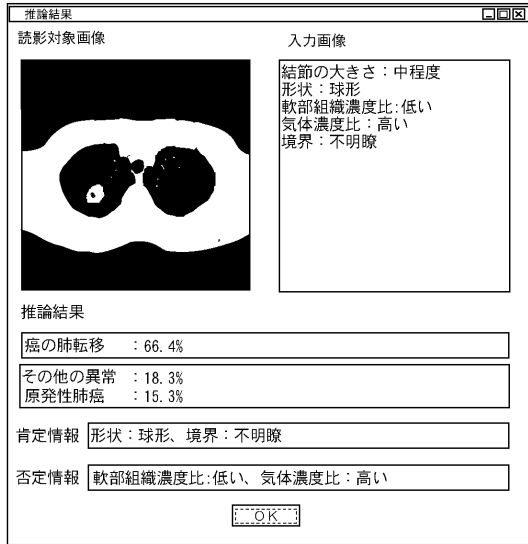 推論結果
読影対象画像
入力画像
結節の大きさ：中程度
形状：球形
軟部組織濃度比:低い
気体濃度比：高い
境界：不明瞭
推論結果
癌の肺転移　：66.4%
その他の異常　：18.3%
原発性肺癌　：15.3%
肯定情報 形状：球形、境界：不明瞭
否定情報 軟部組織濃度比:低い、気体濃度比：高い
OK